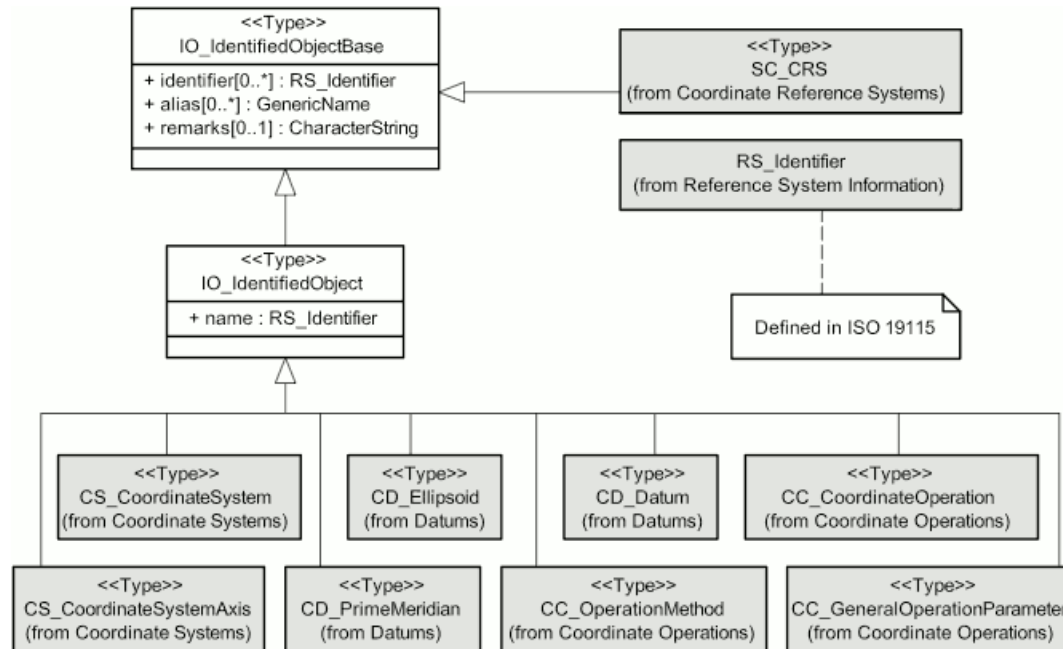 <<Type>>
IO_IdentifiedObjectBase
+ identifier[0..*] : RS_Identifier
+ alias[0..*] : GenericName
+ remarks[0..1] : CharacterString
<<Type>>
SC_CRS
(from Coordinate Reference Systems)
RS_Identifier
(from Reference System Information)
<<Type>>
IO_IdentifiedObject
+ name : RS_Identifier
Defined in ISO 19115
<<Type>>
CS_CoordinateSystem
(from Coordinate Systems)
<<Type>>
CD_Ellipsoid
(from Datums)
<<Type>>
CD_Datum
(from Datums)
<<Type>>
CC_CoordinateOperation
(from Coordinate Operations)
<<Type>>
CS_CoordinateSystemAxis
(from Coordinate Systems)
<<Type>>
CD_PrimeMeridian
(from Datums)
<<Type>>
CC_OperationMethod
(from Coordinate Operations)
<<Type>>
CC_GeneralOperationParameter
(from Coordinate Operations)